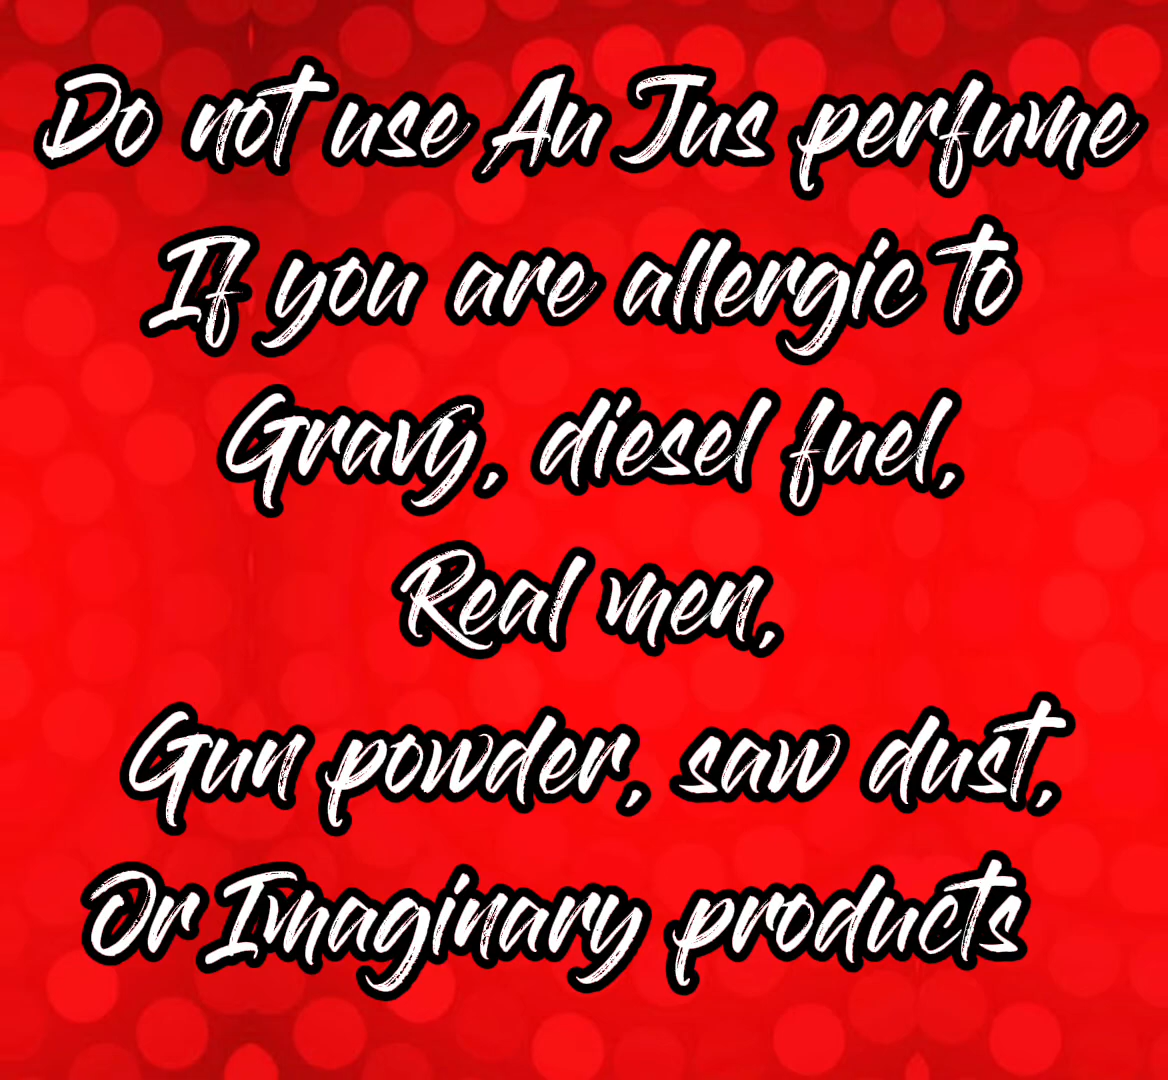 Do not use Au Jus perfume
If you are allergic to
Gravy, diesel fuel,
Real men,
Gun powder, saw dust,
Or Imaginary products